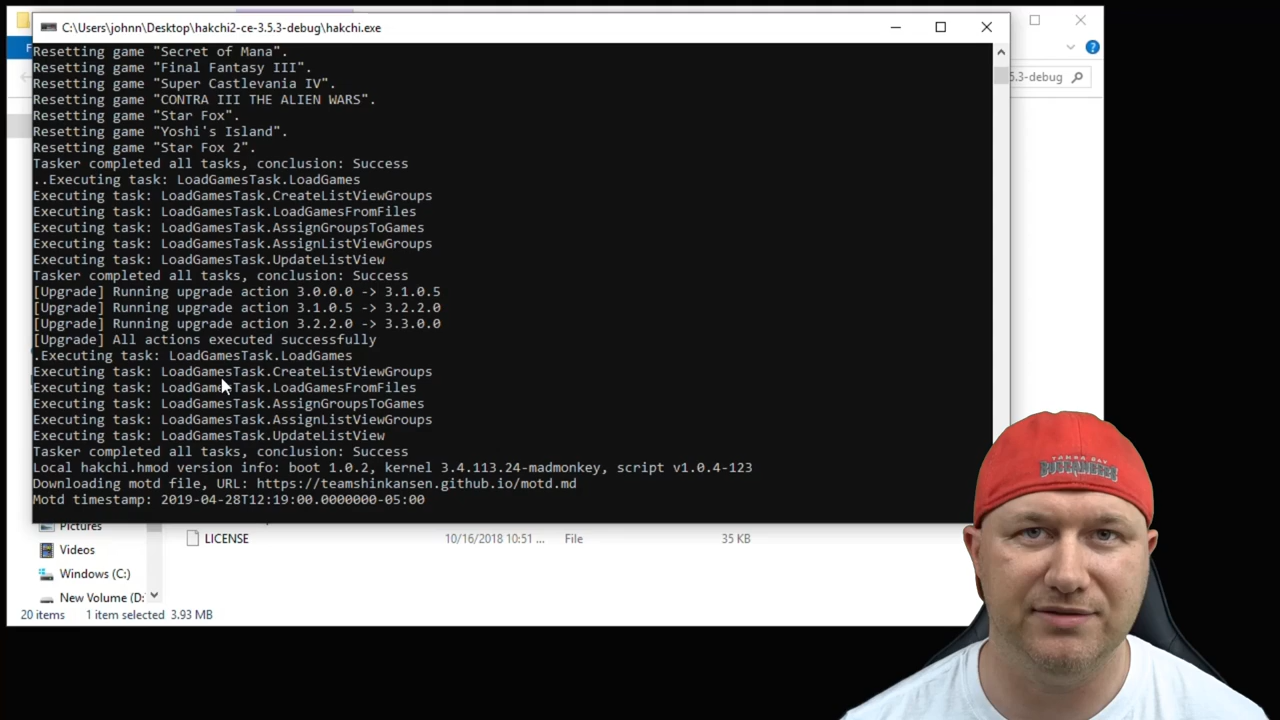 C:\Users\johnn\Desktop\hakchi2-ce-3.5.3-debug\hakchi.exe
Resetting game "Secret of Mana".
Resetting game "Final Fantasy III".
Resetting game "Super Castlevania IV".
Resetting game "CONTRA III THE ALIEN WARS".
Resetting game "Star Fox".
Resetting game "Yoshi's Island".
Resetting game "Star Fox 2".
Tasker completed all tasks, conclusion: Success
..Executing task: LoadGamesTask.LoadGames
Executing task: LoadGamesTask.CreateListViewGroups
Executing task: LoadGamesTask.LoadGamesFromFiles
Executing task: LoadGamesTask.AssignGroupsToGames
Executing task: LoadGamesTask.AssignListViewGroups
Executing task: LoadGamesTask.UpdateListView
Tasker completed all tasks, conclusion: Success
[Upgrade] Running upgrade action 3.0.0.0 -> 3.1.0.5
[Upgrade] Running upgrade action 3.1.0.5 -> 3.2.2.0
[Upgrade] Running upgrade action 3.2.2.0 -> 3.3.0.0
[Upgrade] All actions executed successfully
.Executing task: LoadGamesTask.LoadGames
Executing task: LoadGamesTask.CreateListViewGroups
Executing task: LoadGamesTask.LoadGamesFromFiles
Executing task: LoadGamesTask.AssignGroupsToGames
Executing task: LoadGamesTask.AssignListViewGroups
Executing task: LoadGamesTask.UpdateListView
Tasker completed all tasks, conclusion: Success
Local hakchi.hmod version info: boot 1.0.2, kernel 3.4.113.24-madmonkey, script v1.0.4-123
Downloading motd file, URL: https://teamshinkansen.github.io/motd.md
Motd timestamp: 2019-04-28T12:19:00.0000000-05:00
F
5.3-debug
Pictures
Videos
Windows (C:)
New Volume (D:
LICENSE 10/16/2018 10:51 ... File 35 KB
20 items 1 item selected 3.93 MB
TAMPA BAY
BUCCANEERS